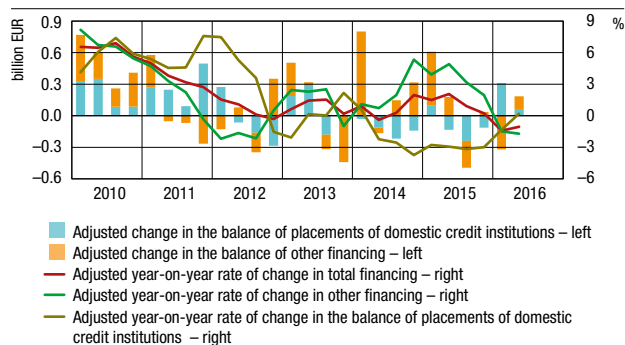 billion EUR
%
0.9
0.6
0.3
0.0
–0.3
–0.6
9
6
3
0
–3
–6
2010 2011 2012 2013 2014 2015 2016
Adjusted change in the balance of placements of domestic credit institutions – left
Adjusted change in the balance of other financing – left
Adjusted year-on-year rate of change in total financing – right
Adjusted year-on-year rate of change in other financing – right
Adjusted year-on-year rate of change in the balance of placements of domestic
credit institutions – right